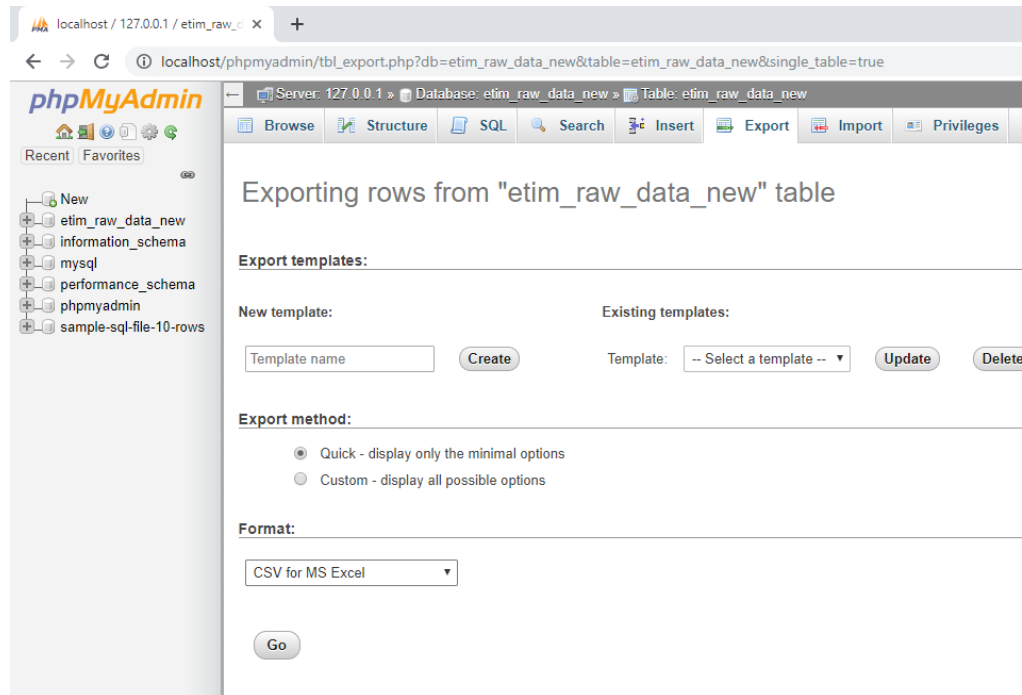 localhost / 127.0.0.1 / etim_raw_c
localhost/phpmyadmin/tbl_export.php?db=etim_raw_data_new&table=etim_raw_data_new&single_table=true
phpMyAdmin
Recent Favorites
New
etim_raw_data_new
information_schema
mysql
performance_schema
phpmyadmin
sample-sql-file-10-rows
Server: 127.0.0.1 » Database: etim_raw_data_new » Table: etim_raw_data_new
Browse Structure SQL Search Insert Export Import Privileges
Exporting rows from "etim_raw_data_new" table
Export templates:
New template: Existing templates:
Template name Create Template: -- Select a template -- Update Delete
Export method:
Quick - display only the minimal options
Custom - display all possible options
Format:
CSV for MS Excel
Go